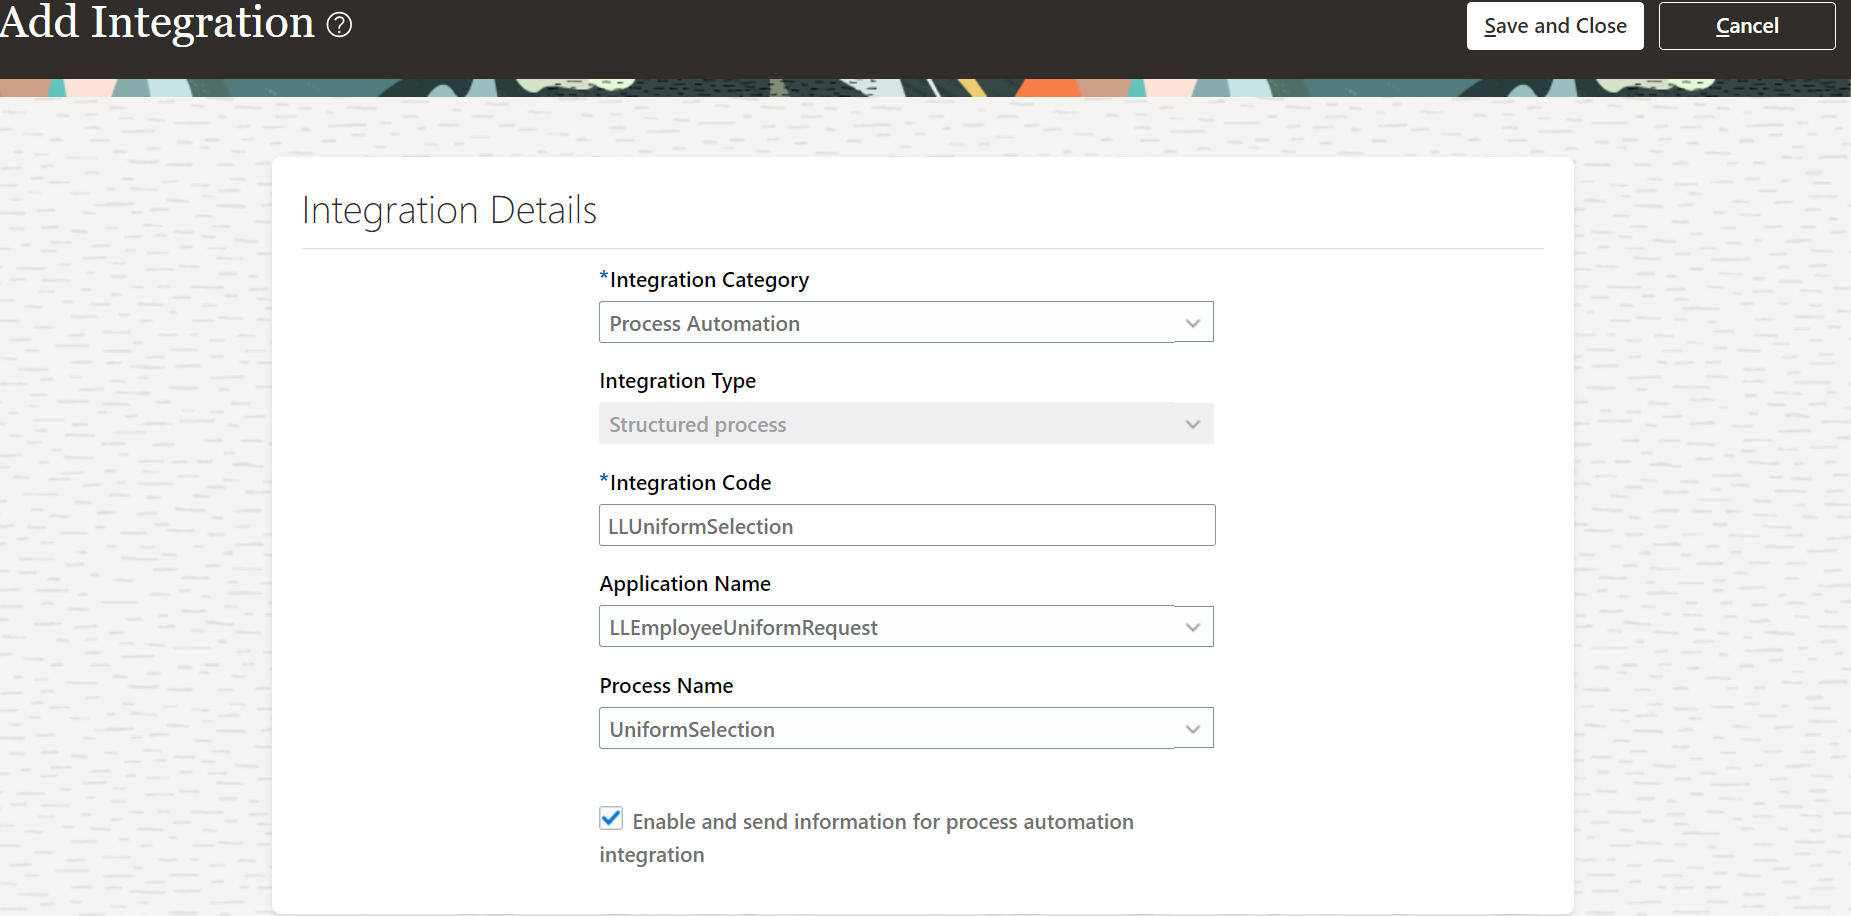 Add Integration ?
Save and Close
Cancel
Integration Details
*Integration Category
Process Automation
Integration Type
Structured process
*Integration Code
LLUniformSelection
Application Name
LLEmployeeUniformRequest
Process Name
UniformSelection
Enable and send information for process automation
integration